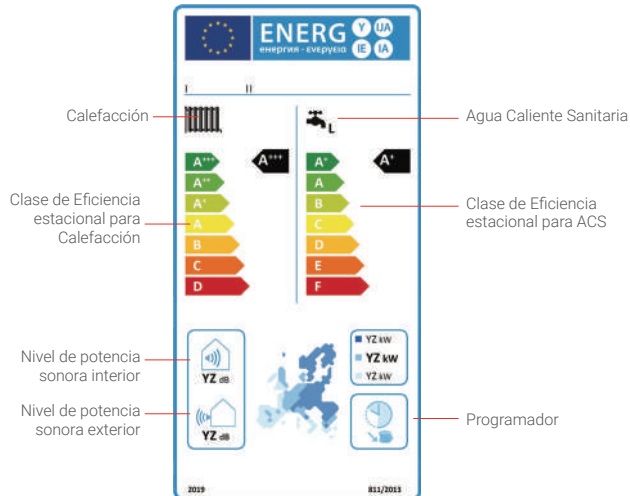 ENERG
енергия · ενεργεια
Y UA
IE IA
I II
Calefacción
Agua Caliente Sanitaria
L
A+++ A+++
A++
A+
A
B
C
D
A+ A+
A
B
C
D
E
F
Clase de Eficiencia
estacional para
Calefacción
Clase de Eficiencia
estacional para ACS
Nivel de potencia
sonora interior
YZ dB
Nivel de potencia
sonora exterior
YZ dB
YZ kW
YZ kW
YZ kW
Programador
2019 811/2013